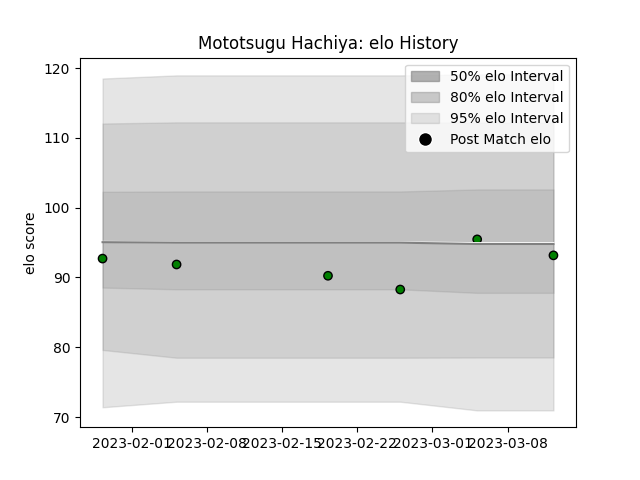 Mototsugu Hachiya: elo History
50% elo Interval
80% elo Interval
95% elo Interval
Post Match elo
elo score
120
110
100
90
80
70
2023-02-01 2023-02-08 2023-02-15 2023-02-22 2023-03-01 2023-03-08